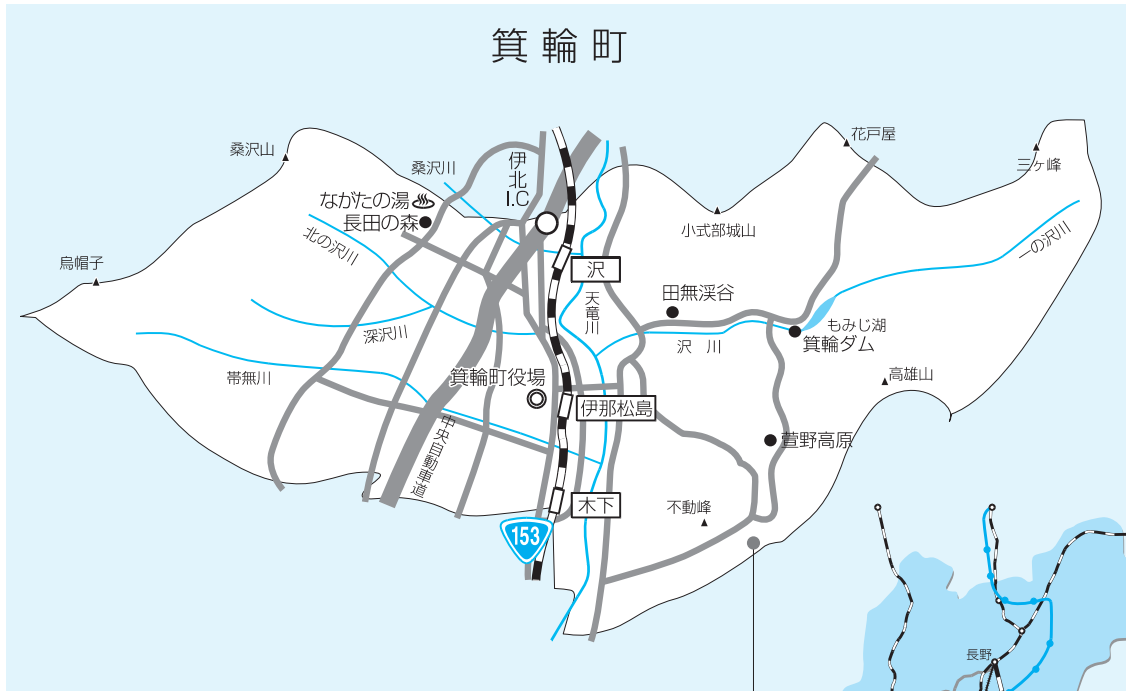 箕輪町
花戸屋
桑沢山
三ヶ峰
桑沢川
伊北
I.C
ながたの湯
長田の森
小式部城山
北の沢川
一の沢川
烏帽子
沢
田無渓谷
天竜川
もみじ湖
箕輪ダム
沢川
深沢川
帯無川
箕輪町役場
高雄山
伊那松島
中央自動車道
萱野高原
木下
不動峰
153
長野